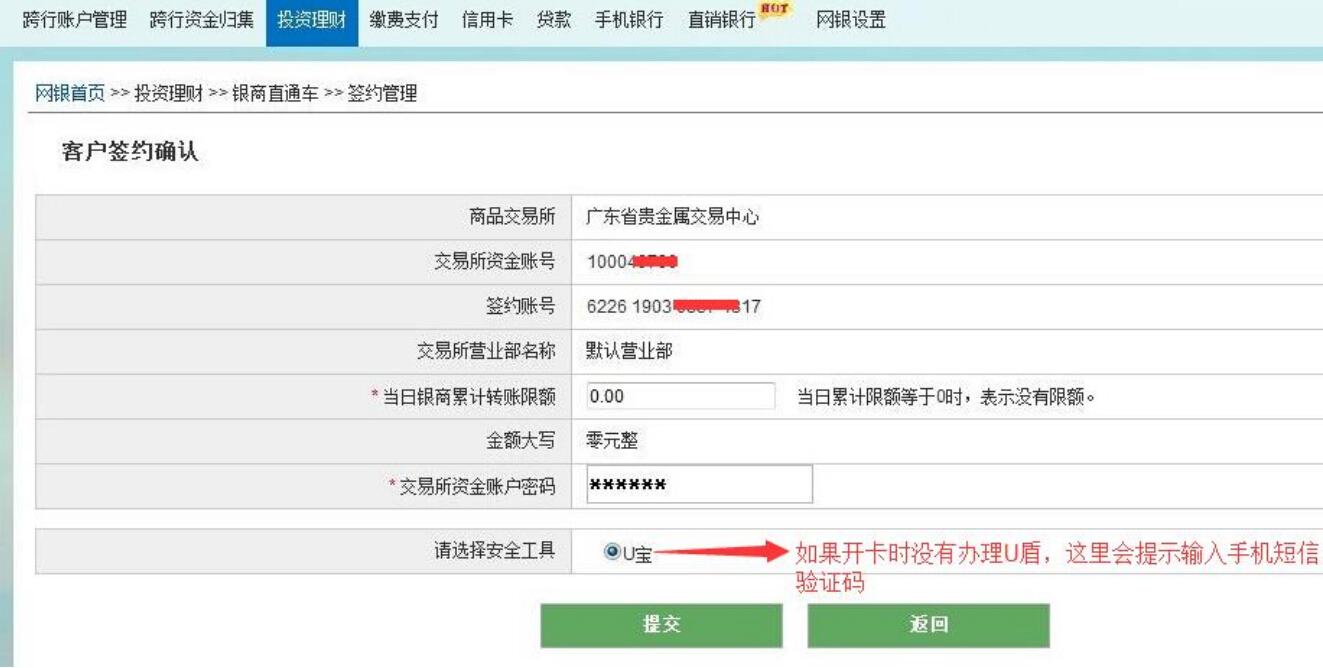 跨行账户管理 跨行资金归集 投资理财 缴费支付 信用卡 贷款 手机银行 直销银行 HOT 网银设置
网银首页 >> 投资理财 >> 银商直通车 >> 签约管理
客户签约确认
商品交易所 广东省贵金属交易中心
交易所资金账号 10004
签约账号 6226 1903 317
交易所营业部名称 默认营业部
*当日银商累计转账限额 0.00 当日累计限额等于0时，表示没有限额。
金额大写 零元整
*交易所资金账户密码 ******
请选择安全工具 U宝 如果开卡时没有办理U盾，这里会提示输入手机短信
验证码
提交 返回